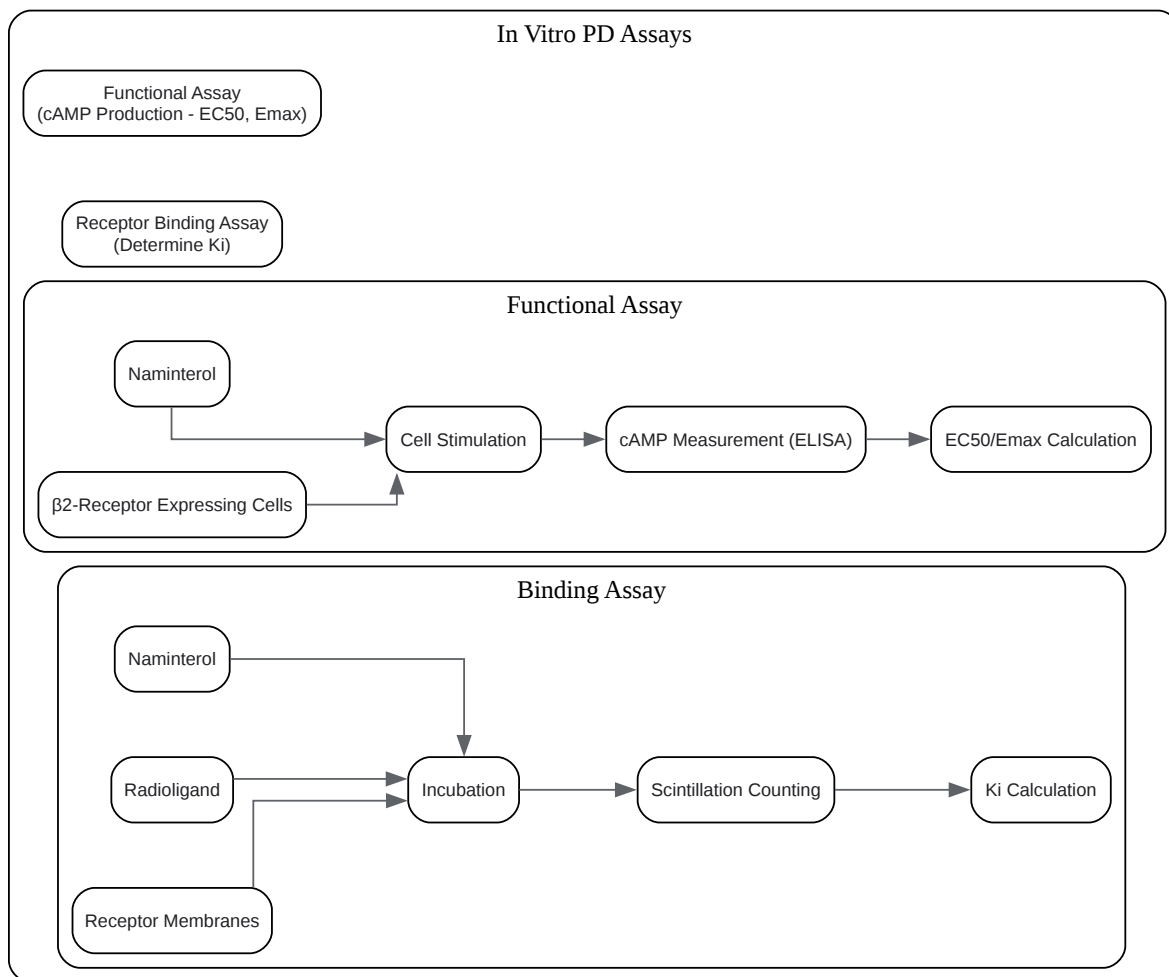 In Vitro PD Assays
Functional Assay
(cAMP Production - EC50, Emax)
Receptor Binding Assay
(Determine Ki)
Functional Assay
Naminterol
Cell Stimulation
cAMP Measurement (ELISA)
EC50/Emax Calculation
β2-Receptor Expressing Cells
Binding Assay
Naminterol
Radioligand
Incubation
Scintillation Counting
Ki Calculation
Receptor Membranes